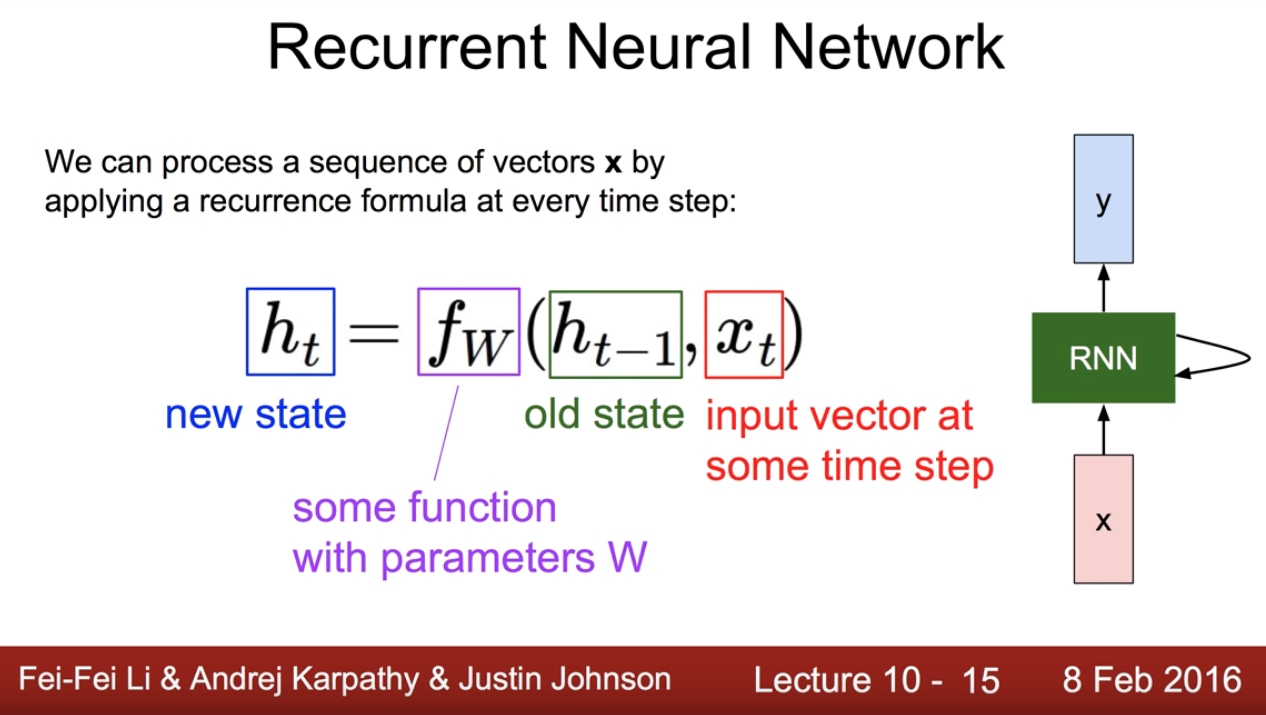 Recurrent Neural Network
We can process a sequence of vectors x by
applying a recurrence formula at every time step:
h_t = f_W(h_{t-1}, x_t)
new state
old state
input vector at
some time step
some function
with parameters W
y
RNN
x
Fei-Fei Li & Andrej Karpathy & Justin Johnson
Lecture 10 - 15
8 Feb 2016